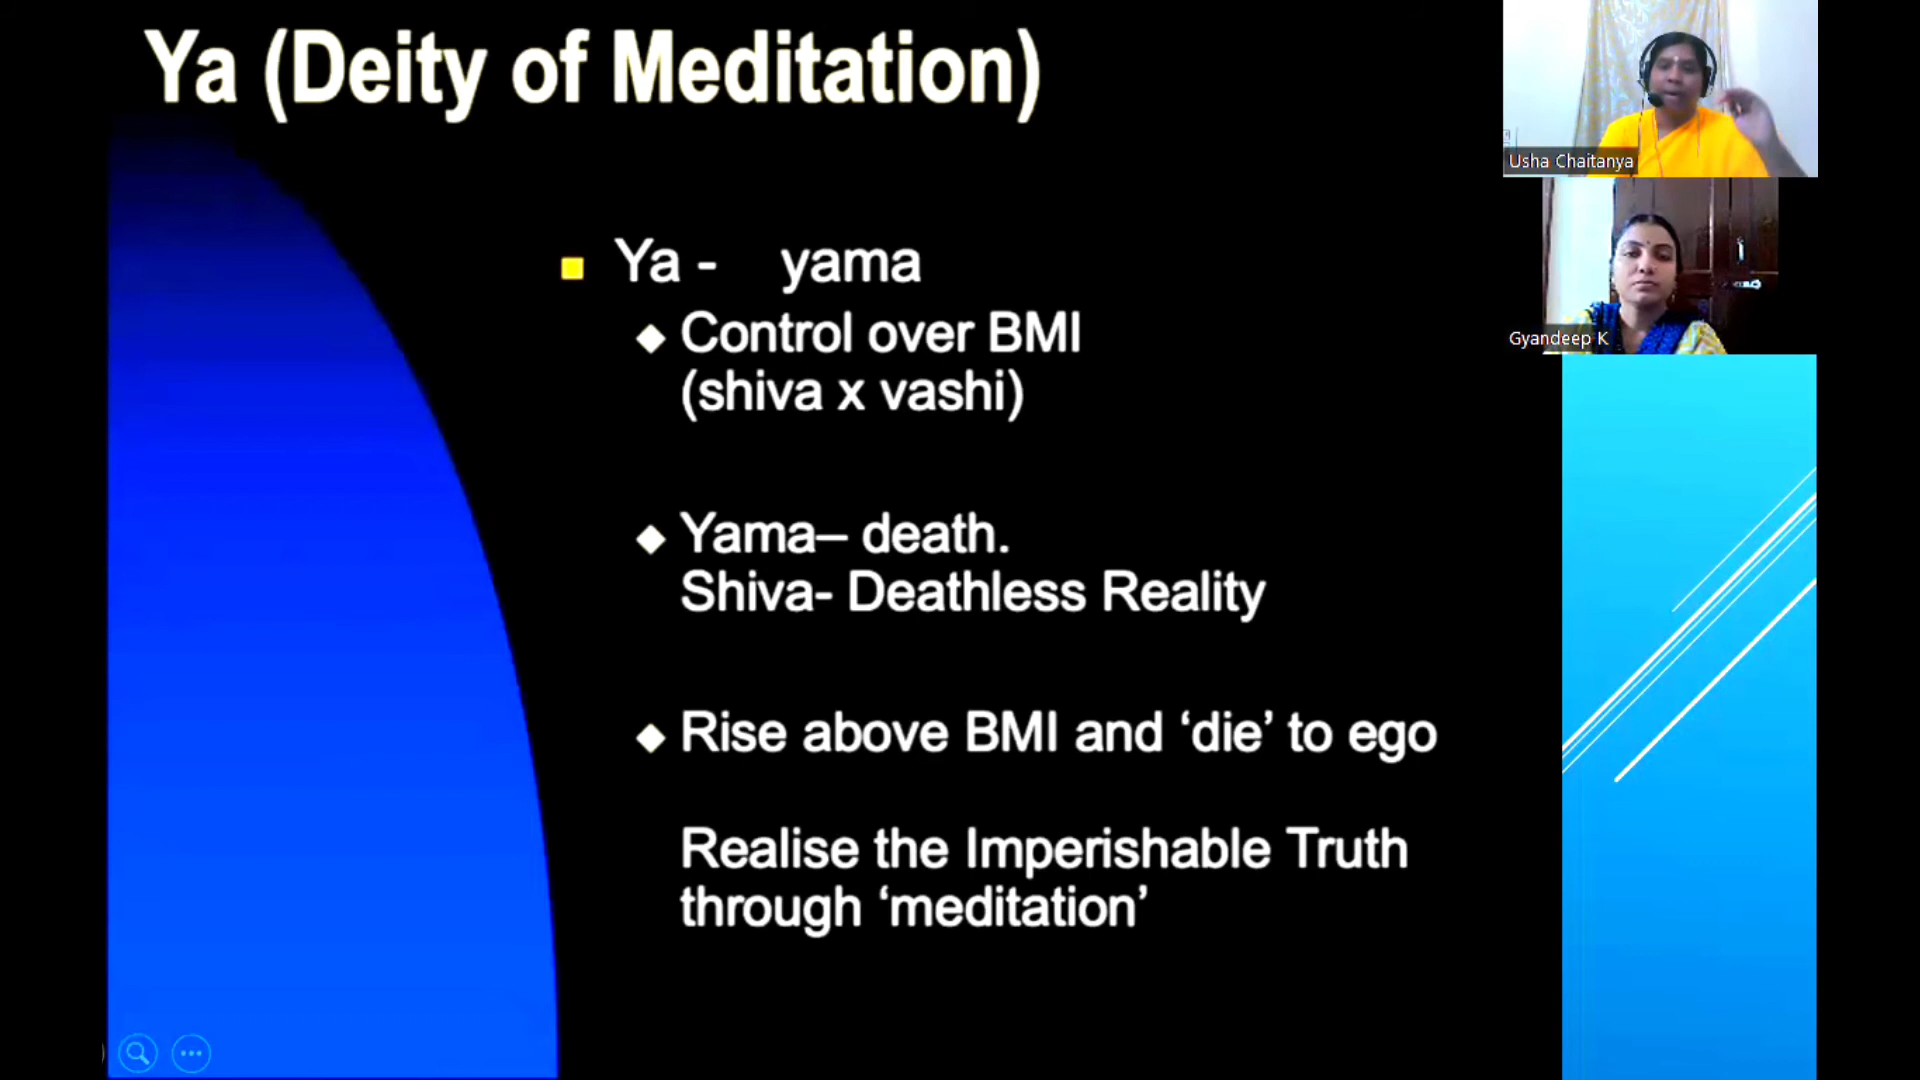 Ya (Deity of Meditation)
Ya - yama
Control over BMI
(shiva x vashi)
Yama– death.
Shiva- Deathless Reality
Rise above BMI and ‘die’ to ego
Realise the Imperishable Truth
through ‘meditation’
Usha Chaitanya
Gyandeep K